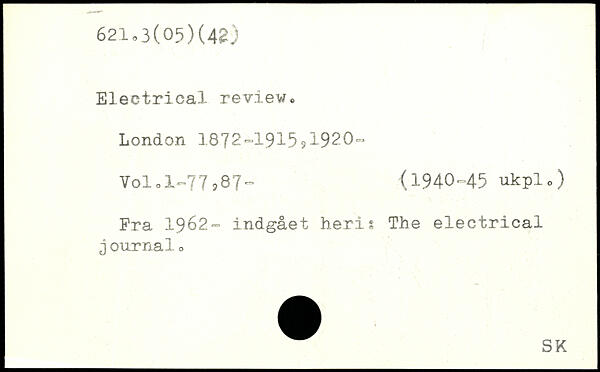 621.3(05)(42)
Electrical review.
London 1872-1915,1920-
Vol.1-77,87- (1940-45 ukpl.)
Fra 1962- indgået heri: The electrical
journal.
SK